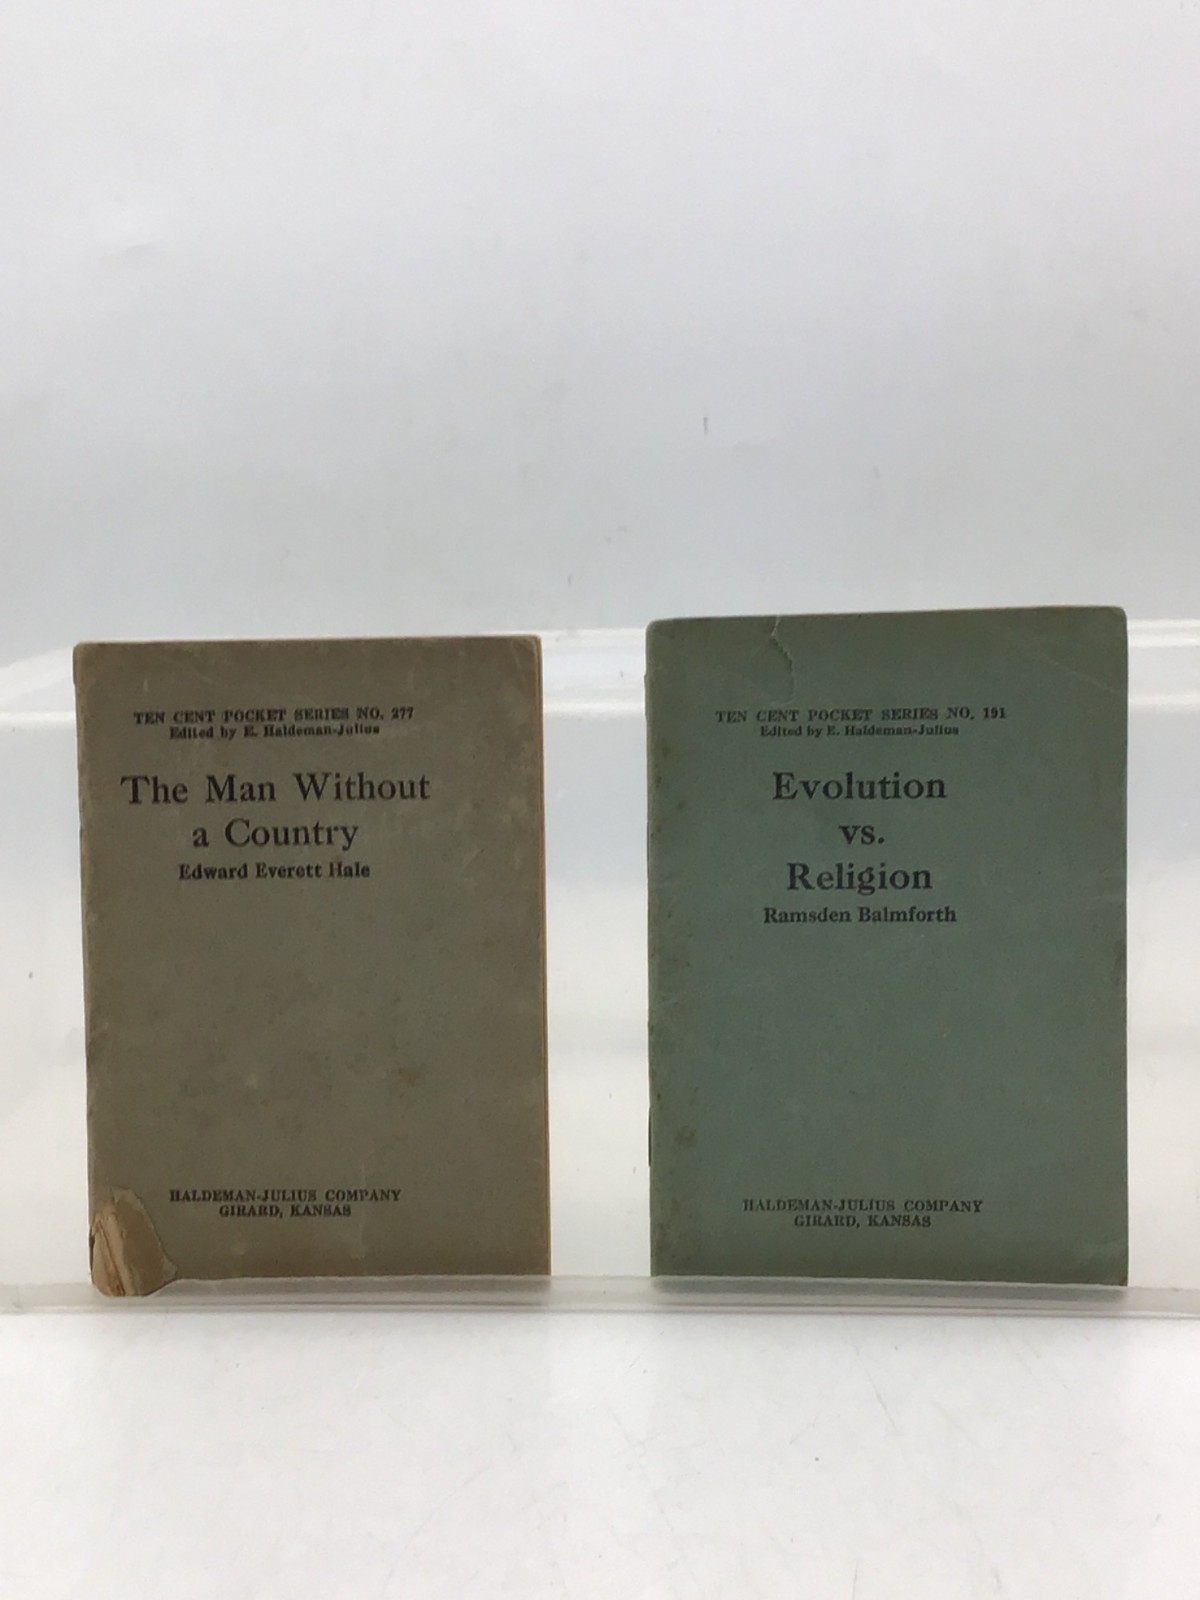 TEN CENT POCKET SERIES NO. 277
Edited by E. Haldeman-Julius
The Man Without
a Country
Edward Everett Hale
HALDEMAN-JULIUS COMPANY
GIRARD, KANSAS
TEN CENT POCKET SERIES NO. 191
Edited by E. Haldeman-Julius
Evolution
vs.
Religion
Ramsden Balmforth
HALDEMAN-JULIUS COMPANY
GIRARD, KANSAS